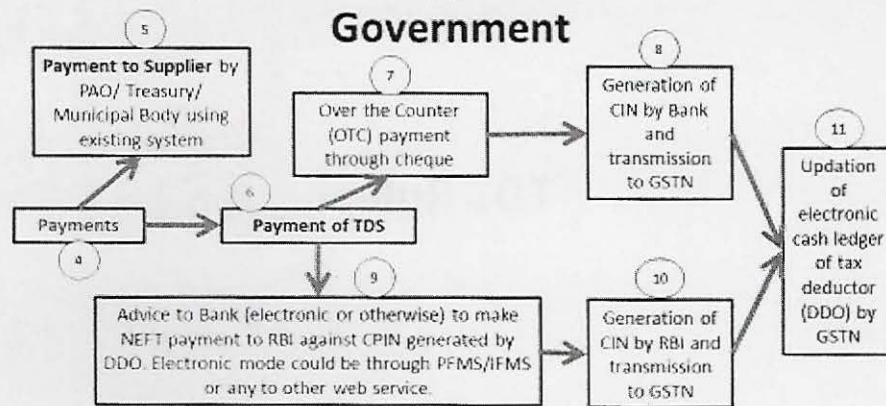 Government
5
Payment to Supplier by
PAO/ Treasury/
Municipal Body using
existing system
7
Over the Counter
(OTC) payment
through cheque
8
Generation of
CIN by Bank
and
transmission
to GSTN
11
Updation
of
electronic
cash ledger
of tax
deductor
(DDO) by
GSTN
Payments
4
6
Payment of TDS
9
Advice to Bank (electronic or otherwise) to make
NEFT payment to RBI against CPIN generated by
DDO. Electronic mode could be through PFMS/IFMS
or any to other web service.
10
Generation of
CIN by RBI and
transmission
to GSTN